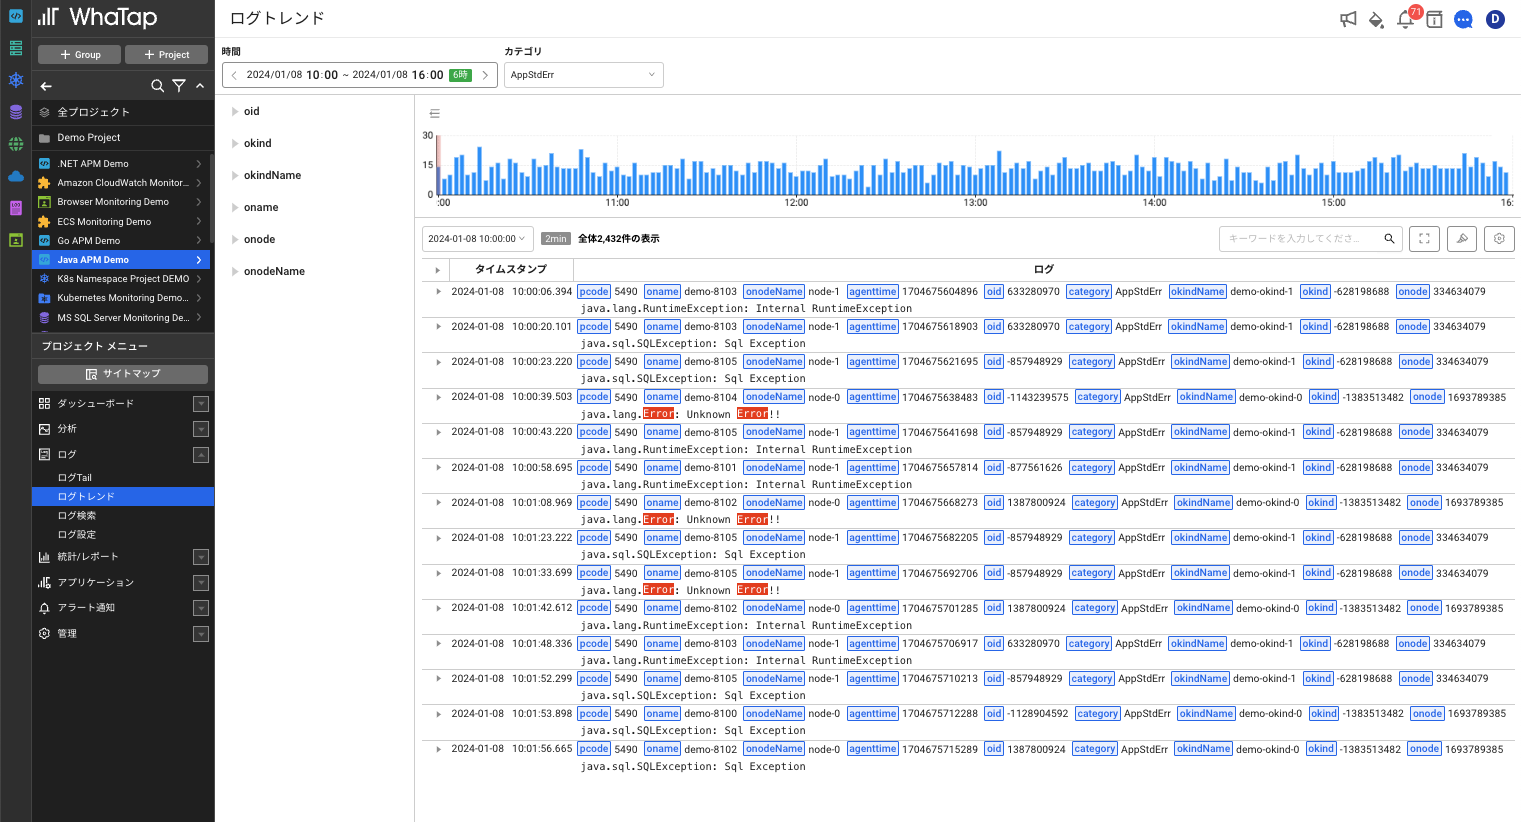 WhaTap
ログトレンド
71
D
+ Group
+ Project
時間
カテゴリ
2024/01/08 10:00 ~ 2024/01/08 16:00 6時
AppStdErr
全プロジェクト
Demo Project
.NET APM Demo
Amazon CloudWatch Monitor...
Browser Monitoring Demo
ECS Monitoring Demo
Go APM Demo
Java APM Demo
K8s Namespace Project DEMO
Kubernetes Monitoring Demo...
MS SQL Server Monitoring De...
プロジェクト メニュー
サイトマップ
ダッシューボード
分析
ログ
ログTail
ログトレンド
ログ検索
ログ設定
統計/レポート
アプリケーション
アラート通知
管理
oid
okind
okindName
oname
onode
onodeName
30
15
0
:00 11:00 12:00 13:00 14:00 15:00 16:
2024-01-08 10:00:00 2min 全体2,432件の表示
キーワードを入力してくださ...
タイムスタンプ ログ
2024-01-08 10:00:06.394 pcode 5490 oname demo-8103 onodeName node-1 agenttime 1704675604896 oid 633280970 category AppStdErr okindName demo-okind-1 okind -628198688 onode 334634079
java.lang.RuntimeException: Internal RuntimeException
2024-01-08 10:00:20.101 pcode 5490 oname demo-8103 onodeName node-1 agenttime 1704675618903 oid 633280970 category AppStdErr okindName demo-okind-1 okind -628198688 onode 334634079
java.sql.SQLException: Sql Exception
2024-01-08 10:00:23.220 pcode 5490 oname demo-8105 onodeName node-1 agenttime 1704675621695 oid -857948929 category AppStdErr okindName demo-okind-1 okind -628198688 onode 334634079
java.sql.SQLException: Sql Exception
2024-01-08 10:00:39.503 pcode 5490 oname demo-8104 onodeName node-0 agenttime 1704675638483 oid -1143239575 category AppStdErr okindName demo-okind-0 okind -1383513482 onode 1693789385
java.lang.Error: Unknown Error!!
2024-01-08 10:00:43.220 pcode 5490 oname demo-8105 onodeName node-1 agenttime 1704675641698 oid -857948929 category AppStdErr okindName demo-okind-1 okind -628198688 onode 334634079
java.lang.RuntimeException: Internal RuntimeException
2024-01-08 10:00:58.695 pcode 5490 oname demo-8101 onodeName node-1 agenttime 1704675657814 oid -877561626 category AppStdErr okindName demo-okind-1 okind -628198688 onode 334634079
java.lang.RuntimeException: Internal RuntimeException
2024-01-08 10:01:08.969 pcode 5490 oname demo-8102 onodeName node-0 agenttime 1704675668273 oid 1387800924 category AppStdErr okindName demo-okind-0 okind -1383513482 onode 1693789385
java.lang.Error: Unknown Error!!
2024-01-08 10:01:23.222 pcode 5490 oname demo-8105 onodeName node-1 agenttime 1704675682205 oid -857948929 category AppStdErr okindName demo-okind-1 okind -628198688 onode 334634079
java.sql.SQLException: Sql Exception
2024-01-08 10:01:33.699 pcode 5490 oname demo-8105 onodeName node-1 agenttime 1704675692706 oid -857948929 category AppStdErr okindName demo-okind-1 okind -628198688 onode 334634079
java.lang.Error: Unknown Error!!
2024-01-08 10:01:42.612 pcode 5490 oname demo-8102 onodeName node-0 agenttime 1704675701285 oid 1387800924 category AppStdErr okindName demo-okind-0 okind -1383513482 onode 1693789385
java.lang.RuntimeException: Internal RuntimeException
2024-01-08 10:01:48.336 pcode 5490 oname demo-8103 onodeName node-1 agenttime 1704675706917 oid 633280970 category AppStdErr okindName demo-okind-1 okind -628198688 onode 334634079
java.lang.RuntimeException: Internal RuntimeException
2024-01-08 10:01:52.299 pcode 5490 oname demo-8105 onodeName node-1 agenttime 1704675710213 oid -857948929 category AppStdErr okindName demo-okind-1 okind -628198688 onode 334634079
java.sql.SQLException: Sql Exception
2024-01-08 10:01:53.898 pcode 5490 oname demo-8100 onodeName node-0 agenttime 1704675712288 oid -1128904592 category AppStdErr okindName demo-okind-0 okind -1383513482 onode 1693789385
java.sql.SQLException: Sql Exception
2024-01-08 10:01:56.665 pcode 5490 oname demo-8102 onodeName node-0 agenttime 1704675715289 oid 1387800924 category AppStdErr okindName demo-okind-0 okind -1383513482 onode 1693789385
java.sql.SQLException: Sql Exception